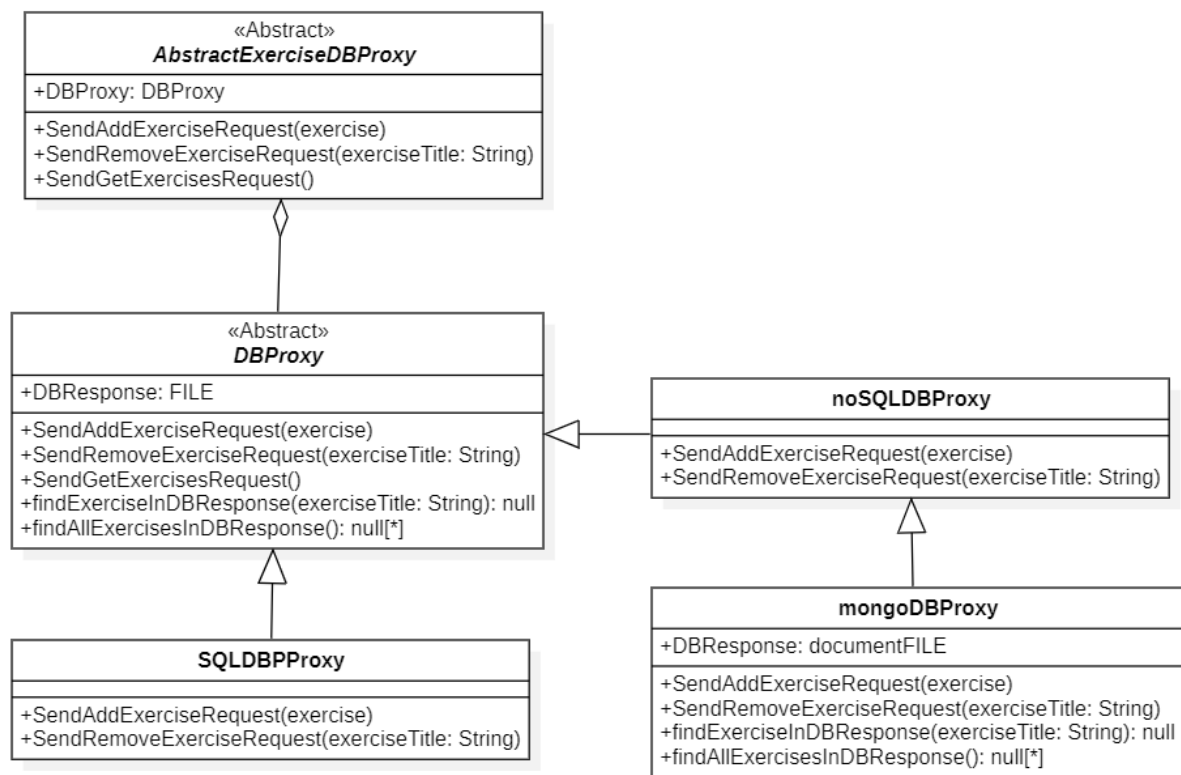 «Abstract»
AbstractExerciseDBProxy
+DBProxy: DBProxy
+SendAddExerciseRequest(exercise)
+SendRemoveExerciseRequest(exerciseTitle: String)
+SendGetExercisesRequest()
«Abstract»
DBProxy
+DBResponse: FILE
+SendAddExerciseRequest(exercise)
+SendRemoveExerciseRequest(exerciseTitle: String)
+SendGetExercisesRequest()
+findExerciseInDBResponse(exerciseTitle: String): null
+findAllExercisesInDBResponse(): null[*]
noSQLDBProxy
+SendAddExerciseRequest(exercise)
+SendRemoveExerciseRequest(exerciseTitle: String)
SQLDBPProxy
+SendAddExerciseRequest(exercise)
+SendRemoveExerciseRequest(exerciseTitle: String)
mongoDBProxy
+DBResponse: documentFILE
+SendAddExerciseRequest(exercise)
+SendRemoveExerciseRequest(exerciseTitle: String)
+findExerciseInDBResponse(exerciseTitle: String): null
+findAllExercisesInDBResponse(): null[*]